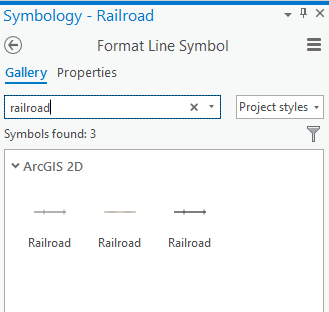 Symbology - Railroad
Format Line Symbol
Gallery Properties
railroad
Project styles
Symbols found: 3
ArcGIS 2D
Railroad Railroad Railroad